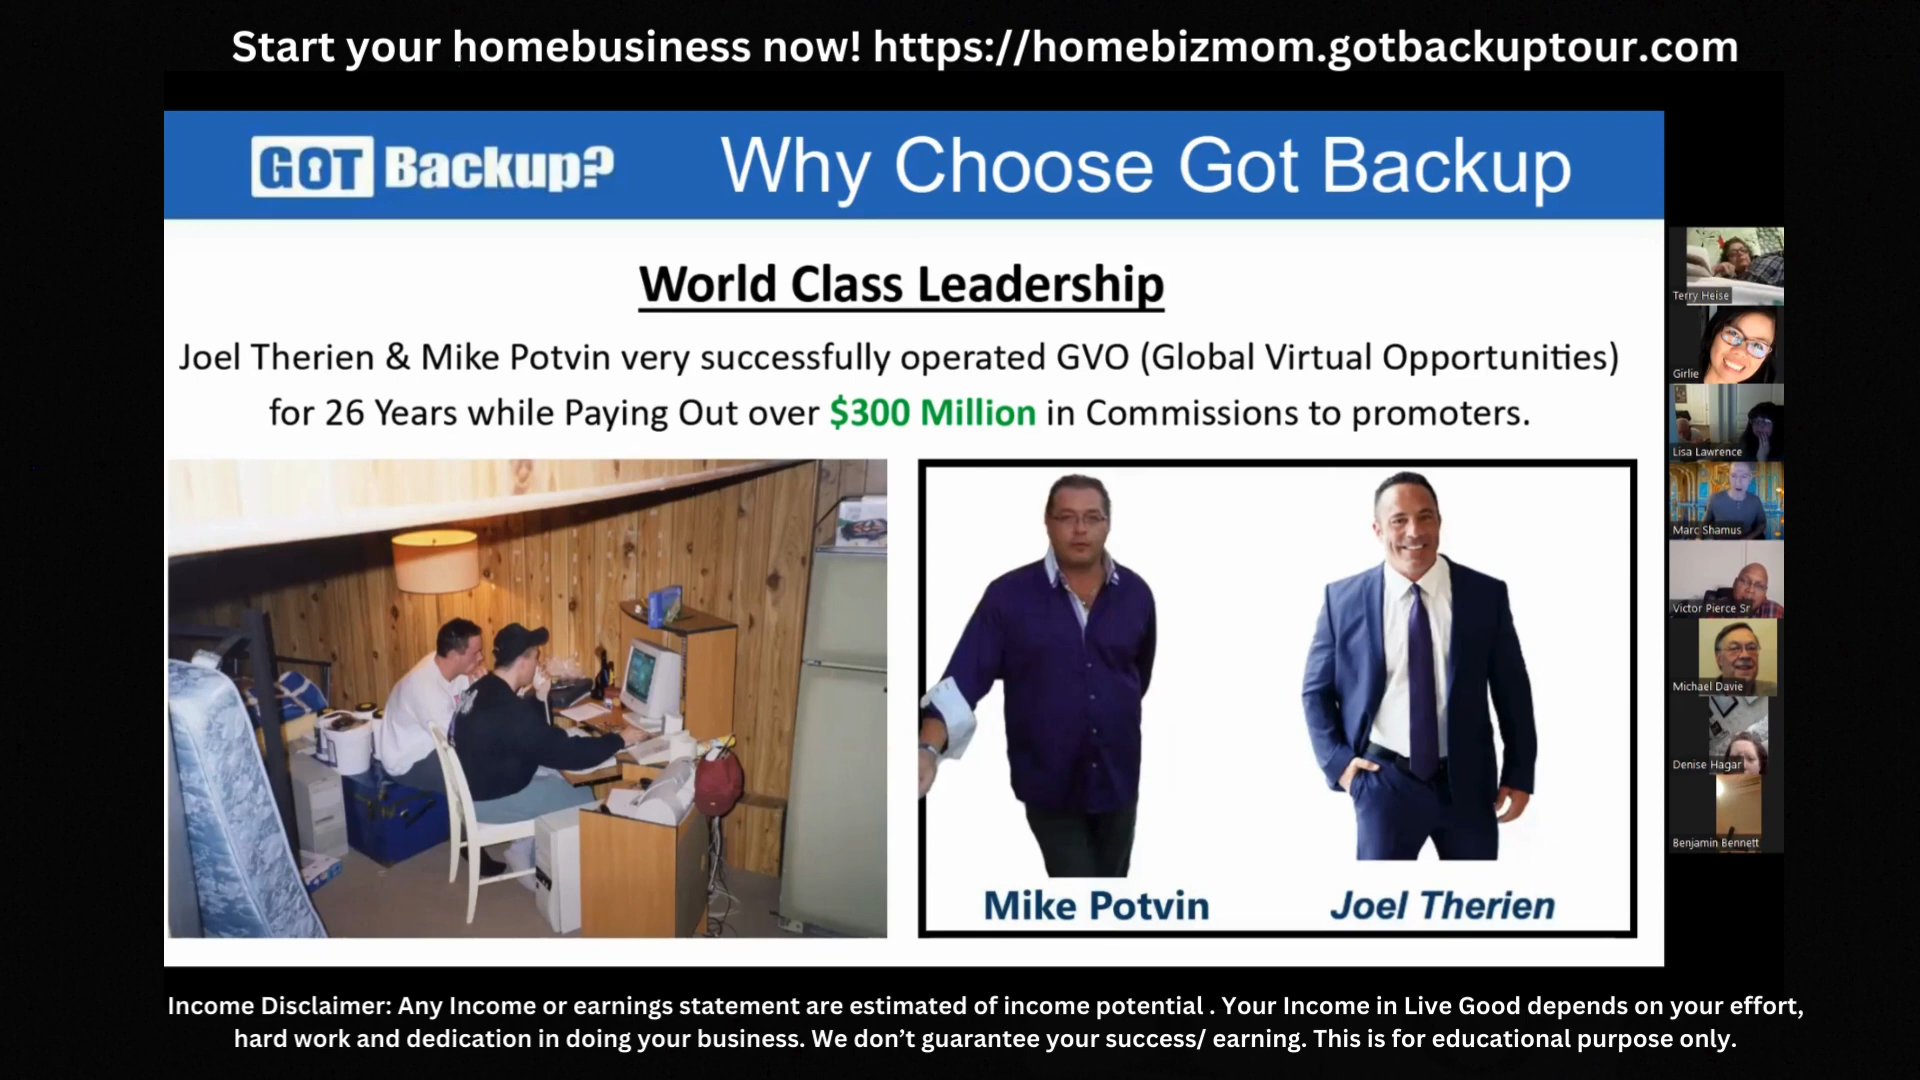 Start your homebusiness now! https://homebizmom.gotbackuptour.com
GOT Backup?
Why Choose Got Backup
World Class Leadership
Joel Therien & Mike Potvin very successfully operated GVO (Global Virtual Opportunities)
for 26 Years while Paying Out over $300 Million in Commissions to promoters.
Mike Potvin
Joel Therien
Terry Heise
Girlie
Lisa Lawrence
Marc Shamus
Victor Pierce Sr
Michael Davie
Denise Hagar
Benjamin Bennett
Income Disclaimer: Any Income or earnings statement are estimated of income potential . Your Income in Live Good depends on your effort,
hard work and dedication in doing your business. We don’t guarantee your success/ earning. This is for educational purpose only.